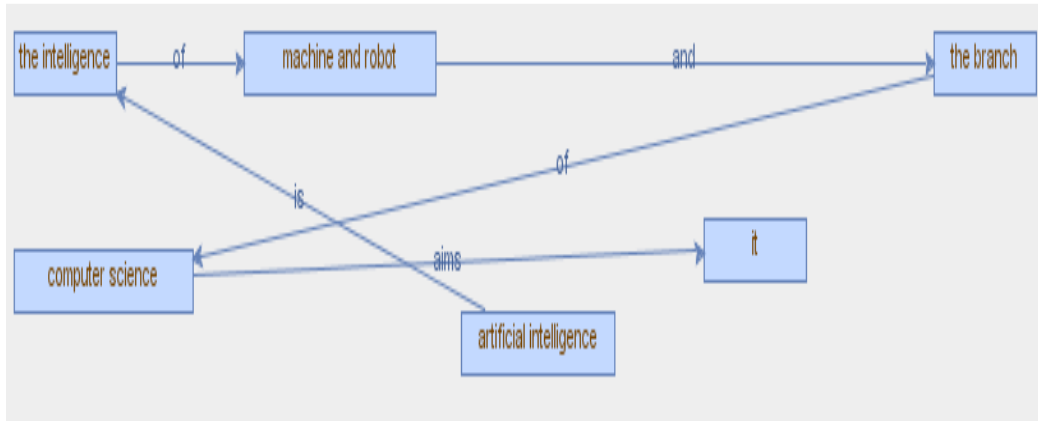 the intelligence of machine and robot and the branch
of
is
it
computer science aims
artificial intelligence